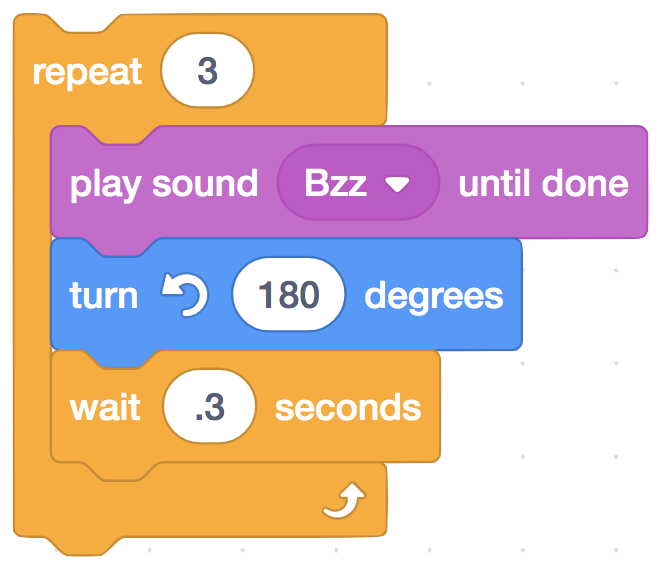 repeat 3
play sound Bzz until done
turn 180 degrees
wait .3 seconds